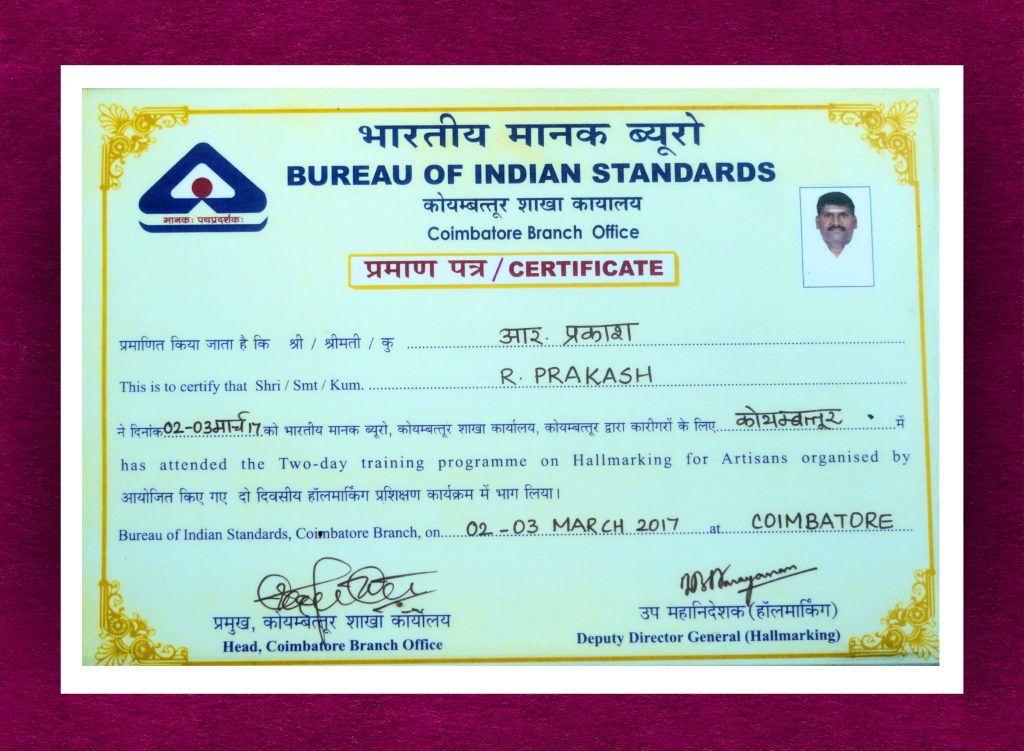 भारतीय मानक ब्यूरो
BUREAU OF INDIAN STANDARDS
मानकः पथप्रदर्शकः
कोयम्बत्तूर शाखा कायालय
Coimbatore Branch Office
प्रमाण पत्र / CERTIFICATE
प्रमाणित किया जाता है कि श्री / श्रीमती / कु आर. प्रकाश
This is to certify that Shri / Smt / Kum. R. PRAKASH
ने दिनांक 02-03मार्च 17 को भारतीय मानक ब्यूरो, कोयम्बत्तूर शाखा कार्यालय, कोयम्बत्तूर द्वारा कारीगरों के लिए कोयम्बत्तूर में
has attended the Two-day training programme on Hallmarking for Artisans organised by
आयोजित किए गए दो दिवसीय हॉलमार्किंग प्रशिक्षण कार्यक्रम में भाग लिया।
Bureau of Indian Standards, Coimbatore Branch, on 02-03 MARCH 2017 at COIMBATORE
प्रमुख, कोयम्बत्तूर शाखा कार्यालय
Head, Coimbatore Branch Office
उप महानिदेशक (हॉलमार्किंग)
Deputy Director General (Hallmarking)